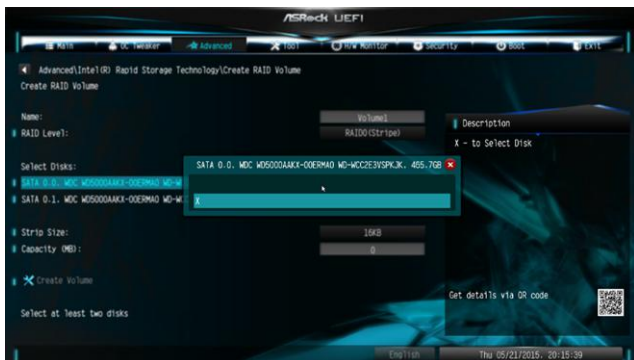 ASRock UEFI
Main OC Tweaker Advanced Tool H/W Monitor Security Boot Exit
Advanced\Intel(R) Rapid Storage Technology\Create RAID Volume
Create RAID Volume
Name: Volume1
RAID Level: RAID0(Stripe)
Select Disks:
SATA 0.0, WDC WD5000AAKX-00ERMA0 WD-W
SATA 0.1, WDC WD5000AAKX-00ERMA0 WD-WC
Strip Size: 16KB
Capacity (MB): 0
Create Volume
Select at least two disks
SATA 0.0, WDC WD5000AAKX-00ERMA0 WD-WCC2E3VSPKJK, 465.7GB
X
Description
X - to Select Disk
Get details via QR code
English
Thu 05/21/2015, 20:15:39